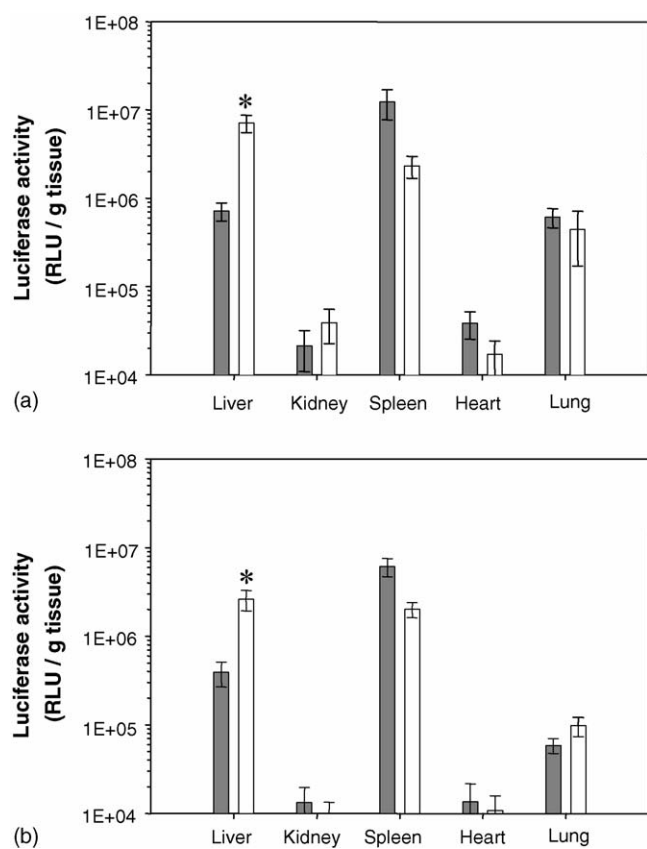 1E+08
1E+07
1E+06
1E+05
1E+04
Luciferase activity
(RLU / g tissue)
*
(a)
Liver Kidney Spleen Heart Lung
1E+08
1E+07
1E+06
1E+05
1E+04
Luciferase activity
(RLU / g tissue)
*
(b)
Liver Kidney Spleen Heart Lung